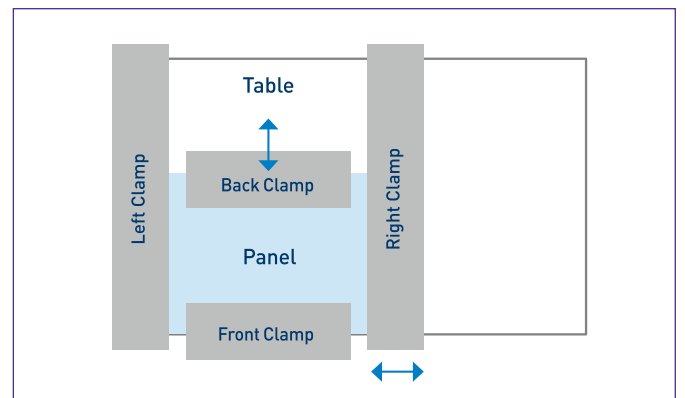 Table
Left Clamp
Back Clamp
Right Clamp
Panel
Front Clamp